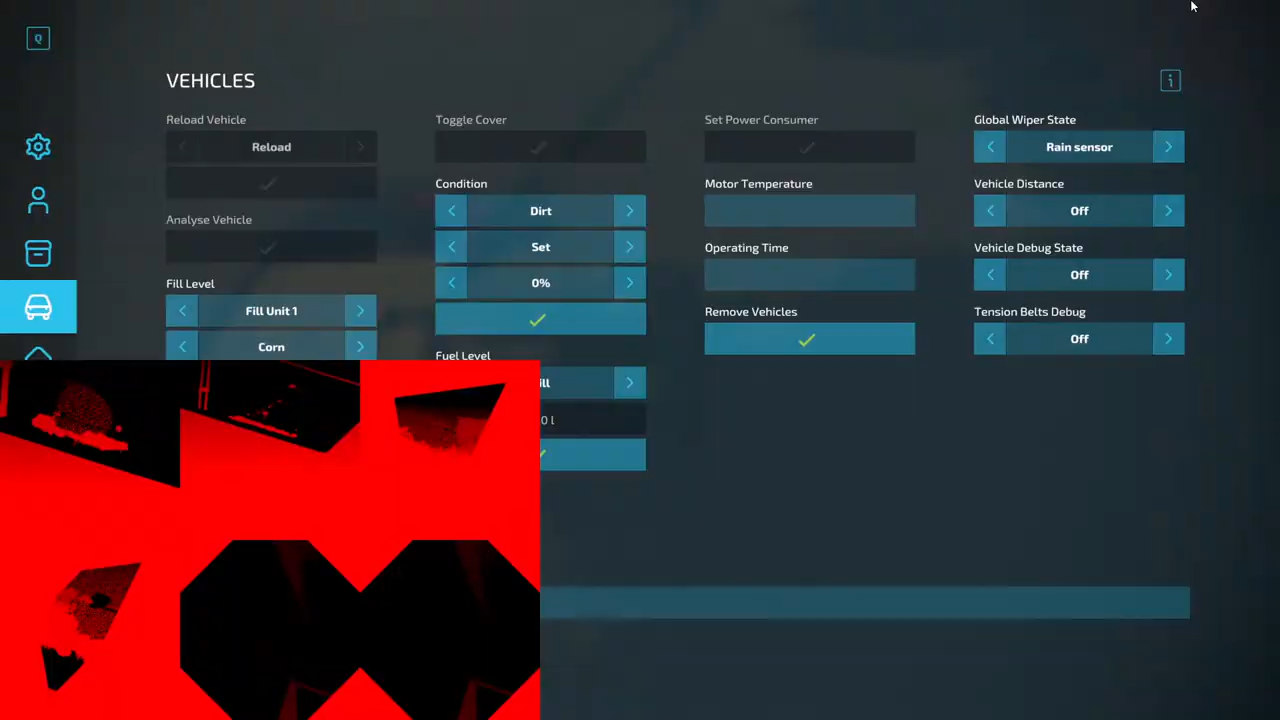 Q
VEHICLES
i
Reload Vehicle
Reload
Analyse Vehicle
Fill Level
Fill Unit 1
Corn
Toggle Cover
Condition
Dirt
Set
0%
Fuel Level
ill
0 l
Set Power Consumer
Motor Temperature
Operating Time
Remove Vehicles
Global Wiper State
Rain sensor
Vehicle Distance
Off
Vehicle Debug State
Off
Tension Belts Debug
Off